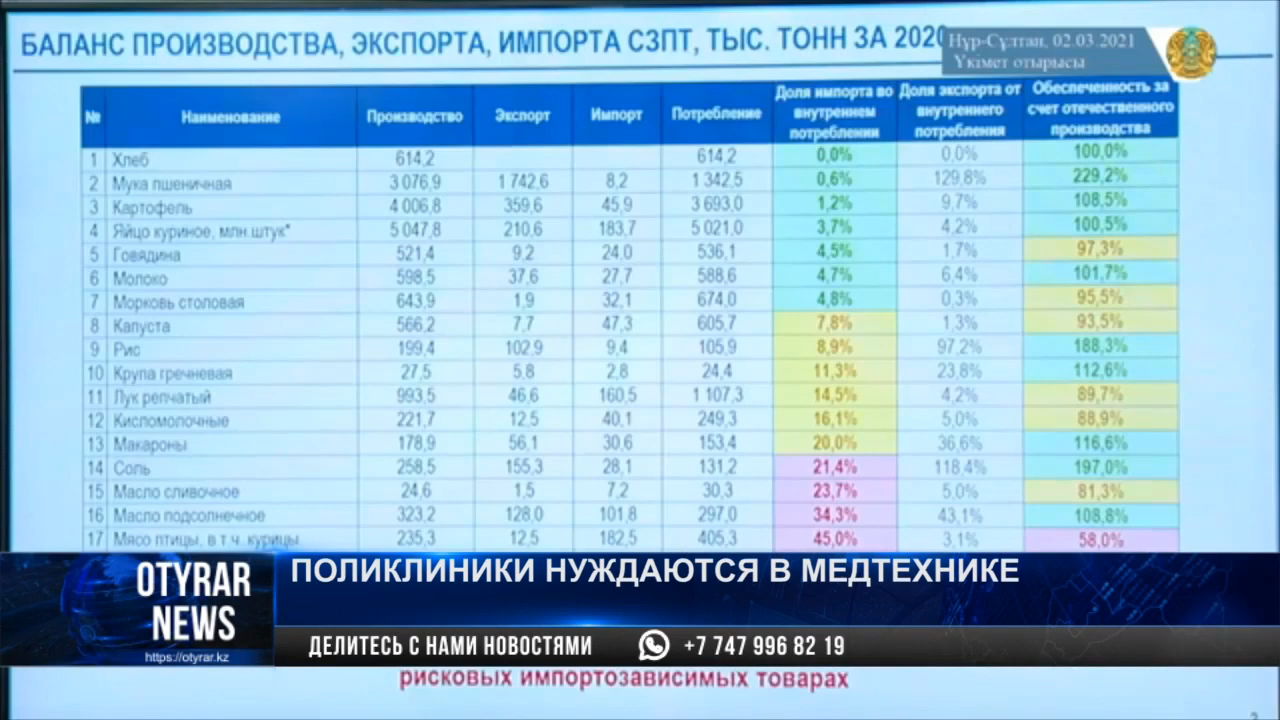 БАЛАНС ПРОИЗВОДСТВА, ЭКСПОРТА, ИМПОРТА СЗПТ, ТЫС. ТОНН ЗА 2020
Нұр-Сұлтан, 02.03.2021
Үкімет отырысы
№ Наименование Производство Экспорт Импорт Потребление Доля импорта во внутреннем потреблении Доля экспорта от внутреннего потребления Обеспеченность за счет отечественного производства
1 Хлеб 614,2 614,2 0,0% 0,0% 100,0%
2 Мука пшеничная 3 076,9 1 742,6 8,2 1 342,5 0,6% 129,8% 229,2%
3 Картофель 4 006,8 359,6 45,9 3 693,0 1,2% 9,7% 108,5%
4 Яйцо куриное, млн.штук* 5 047,8 210,6 183,7 5 021,0 3,7% 4,2% 100,5%
5 Говядина 521,4 9,2 24,0 536,1 4,5% 1,7% 97,3%
6 Молоко 598,5 37,6 27,7 588,6 4,7% 6,4% 101,7%
7 Морковь столовая 643,9 1,9 32,1 674,0 4,8% 0,3% 95,5%
8 Капуста 566,2 7,7 47,3 605,7 7,8% 1,3% 93,5%
9 Рис 199,4 102,9 9,4 105,9 8,9% 97,2% 188,3%
10 Крупа гречневая 27,5 5,8 2,8 24,4 11,3% 23,8% 112,6%
11 Лук репчатый 993,5 46,6 160,5 1 107,3 14,5% 4,2% 89,7%
12 Кисломолочные 221,7 12,5 40,1 249,3 16,1% 5,0% 88,9%
13 Макароны 178,9 56,1 30,6 153,4 20,0% 36,6% 116,6%
14 Соль 258,5 155,3 28,1 131,2 21,4% 118,4% 197,0%
15 Масло сливочное 24,6 1,5 7,2 30,3 23,7% 5,0% 81,3%
16 Масло подсолнечное 323,2 128,0 101,8 297,0 34,3% 43,1% 108,8%
17 Мясо птицы, в т.ч. курицы 235,3 12,5 182,5 405,3 45,0% 3,1% 58,0%
OTYRAR
NEWS
https://otyrar.kz
ПОЛИКЛИНИКИ НУЖДАЮТСЯ В МЕДТЕХНИКЕ
ДЕЛИТЕСЬ С НАМИ НОВОСТЯМИ +7 747 996 82 19
рисковых импортозависимых товарах